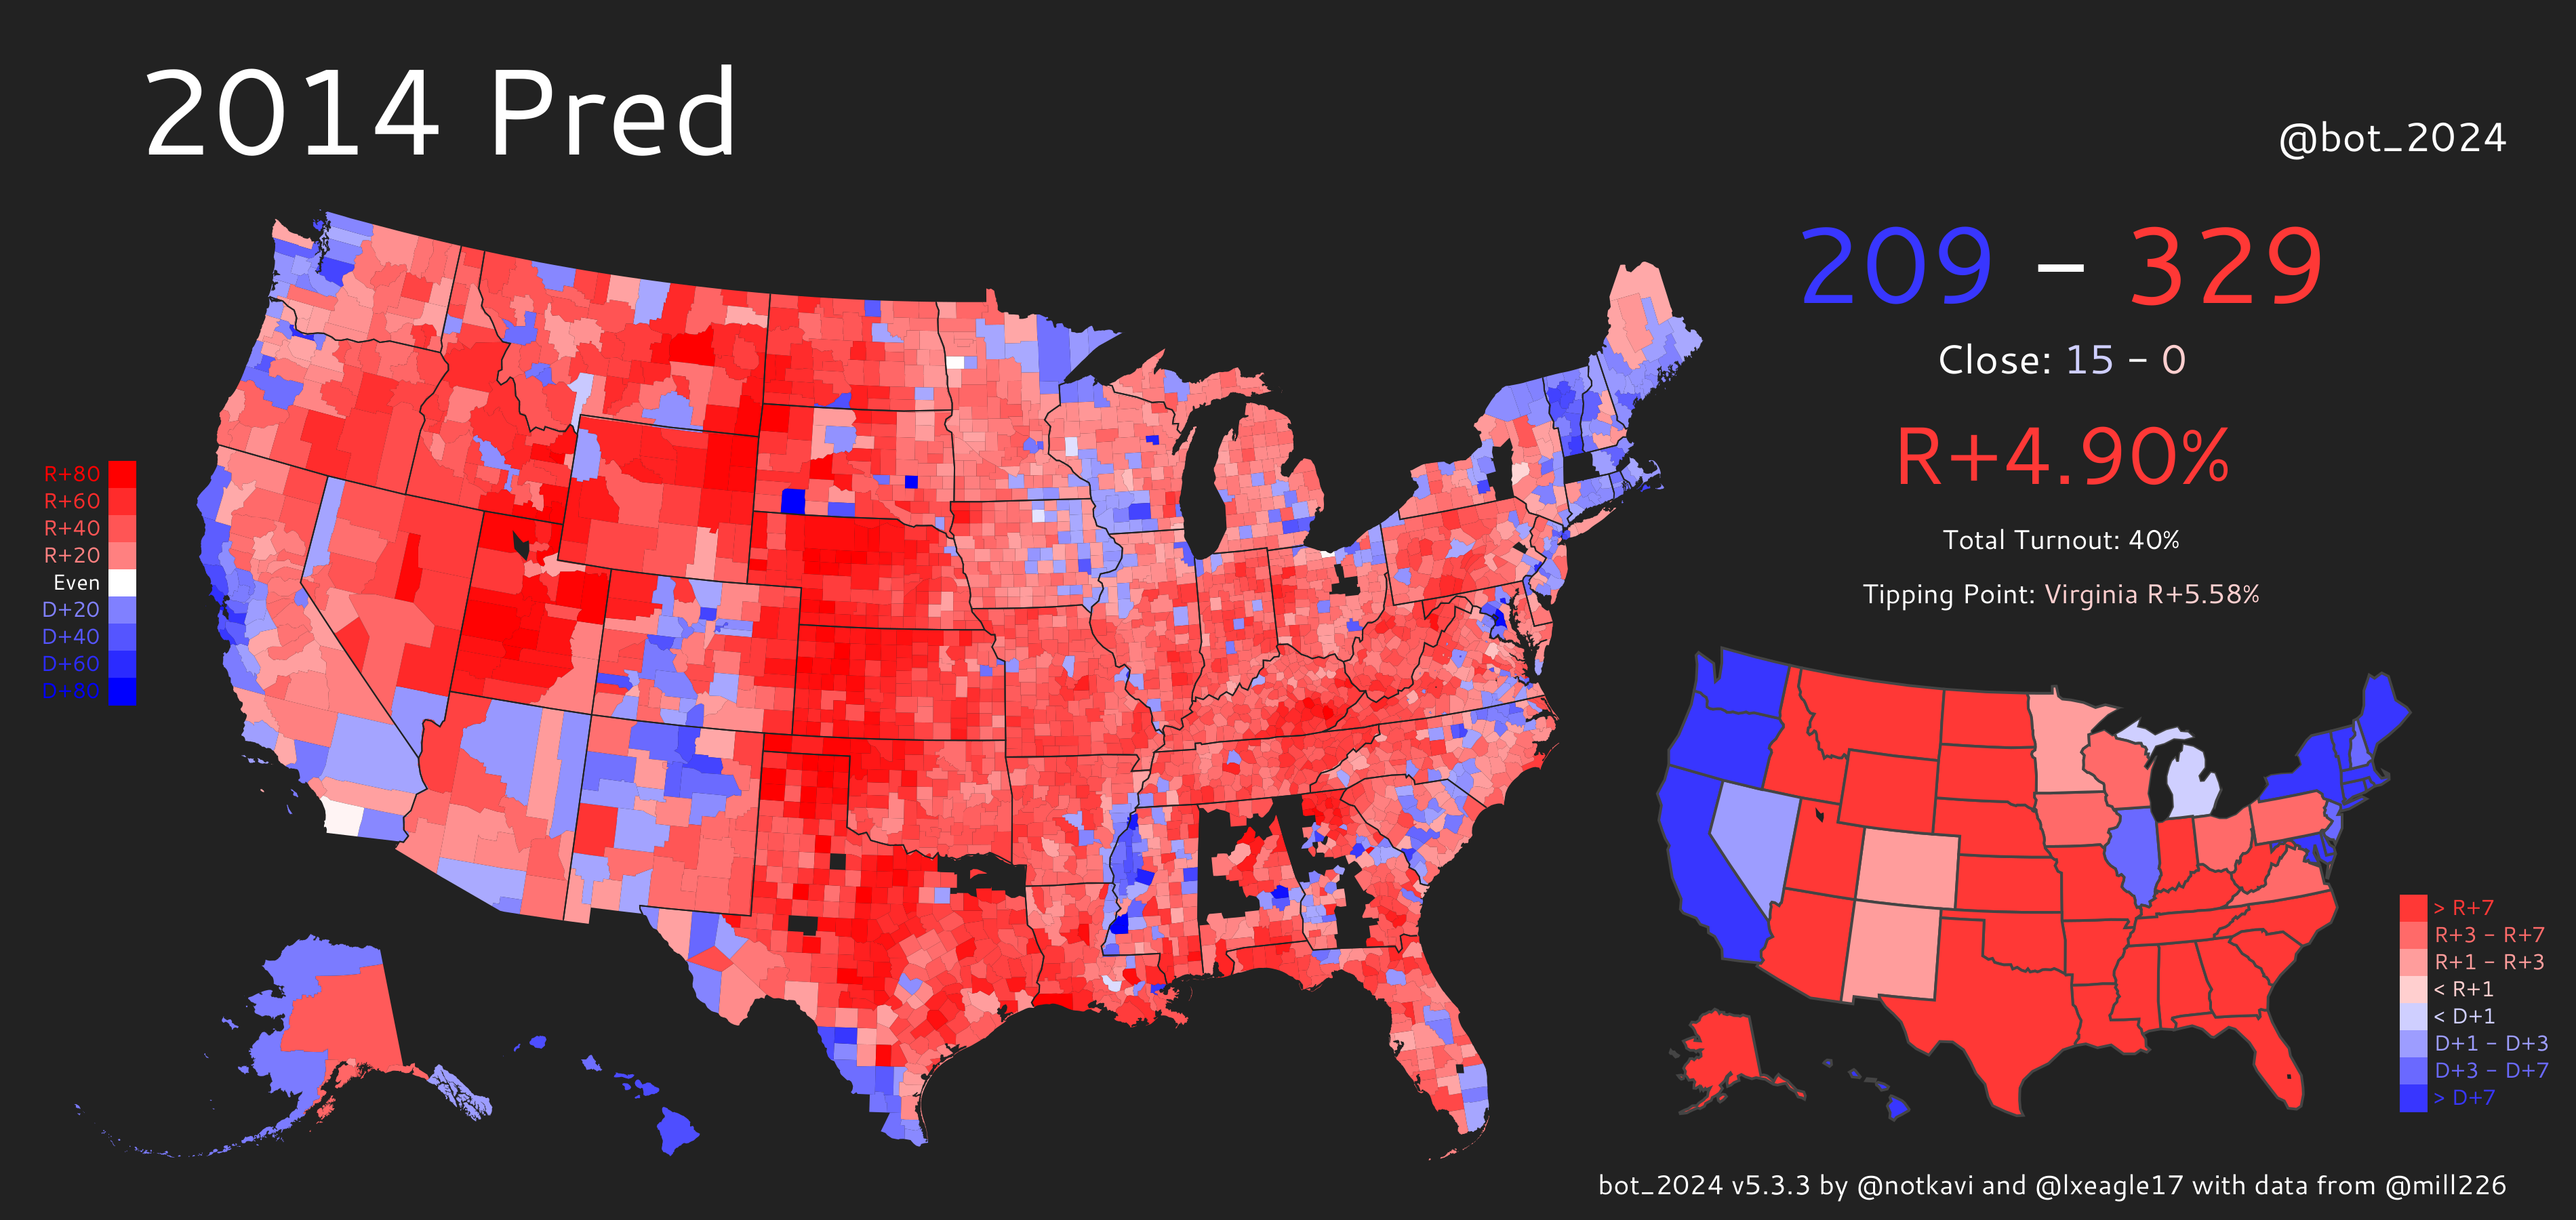 2014 Pred
@bot_2024
209 – 329
Close: 15 – 0
R+4.90%
Total Turnout: 40%
Tipping Point: Virginia R+5.58%
R+80
R+60
R+40
R+20
Even
D+20
D+40
D+60
D+80
> R+7
R+3 – R+7
R+1 – R+3
< R+1
< D+1
D+1 – D+3
D+3 – D+7
> D+7
bot_2024 v5.3.3 by @notkavi and @lxeagle17 with data from @mill226